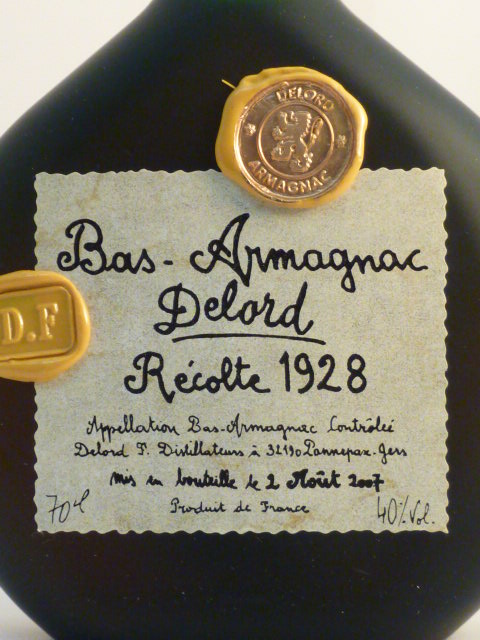 DELORD
ARMAGNAC
Bas-Armagnac
Delord
D.F
Récolte 1928
Appellation Bas-Armagnac Contrôlée
Delord F. Distillateurs à 32190 Lannepax-Gers
mis en bouteille le 2 Août 2007
70cl
Produit de France
40%Vol.